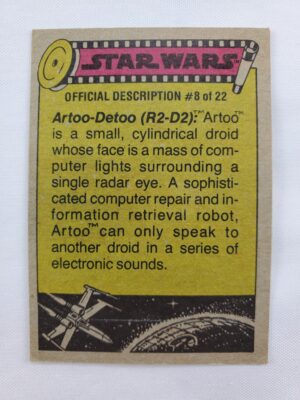 STAR WARS
OFFICIAL DESCRIPTION #8 of 22
Artoo-Detoo (R2-D2):™Artoo™
is a small, cylindrical droid
whose face is a mass of com-
puter lights surrounding a
single radar eye. A sophisti-
cated computer repair and in-
formation retrieval robot,
Artoo™ can only speak to
another droid in a series of
electronic sounds.